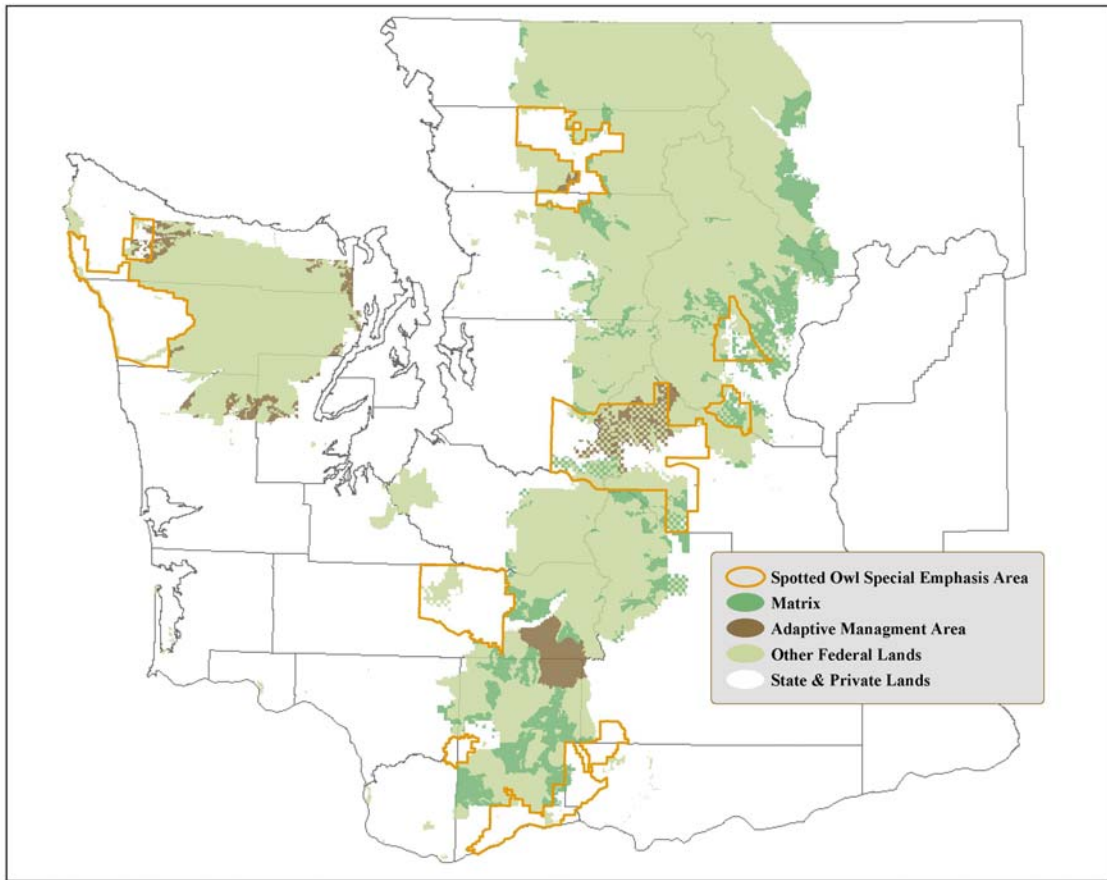 Spotted Owl Special Emphasis Area
Matrix
Adaptive Managment Area
Other Federal Lands
State & Private Lands